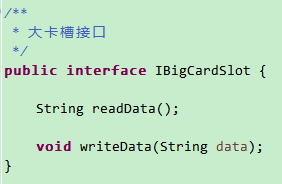 /**
 * 大卡槽接口
 */
public interface IBigCardSlot {
    String readData();
    void writeData(String data);
}